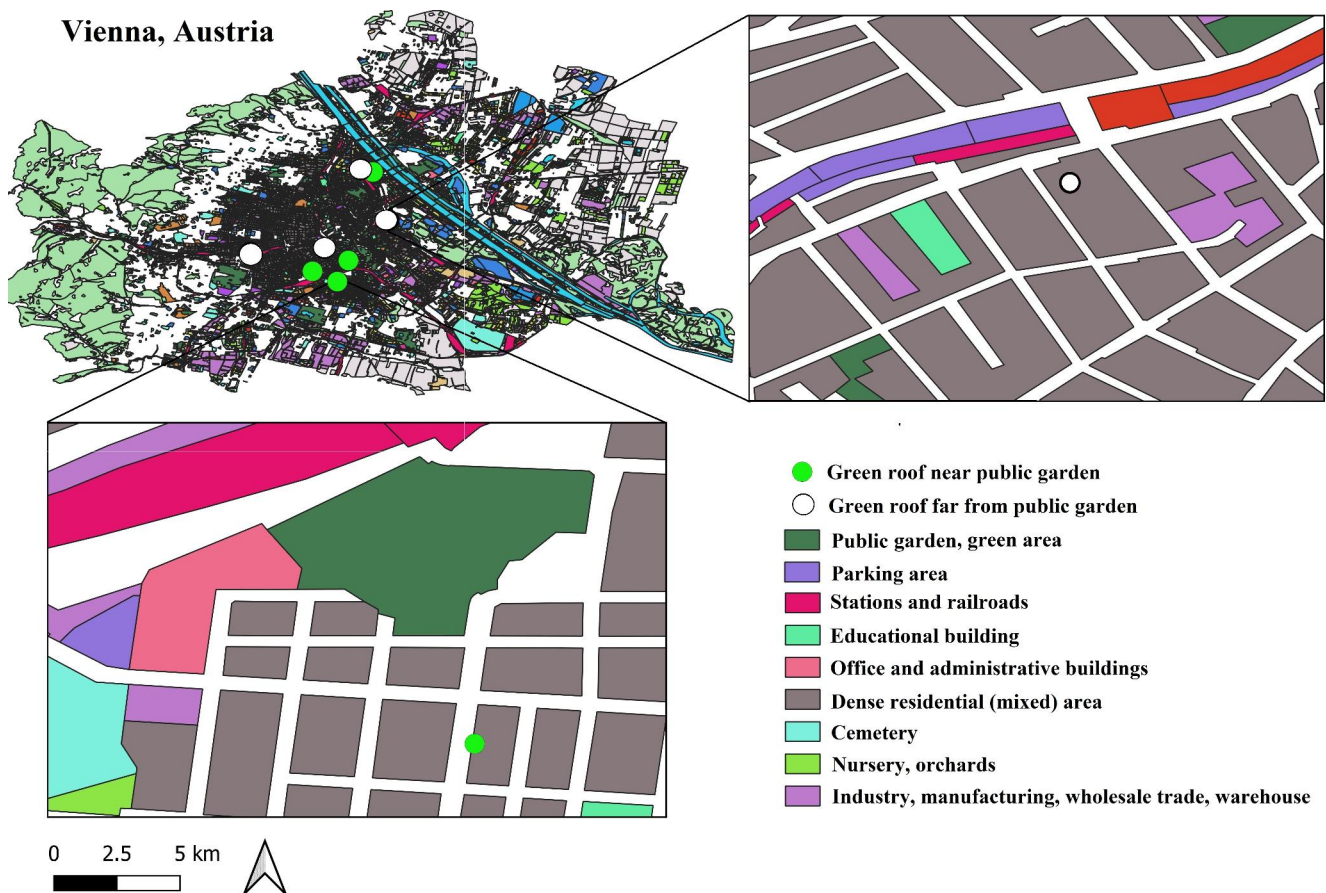 Vienna, Austria
Green roof near public garden
Green roof far from public garden
Public garden, green area
Parking area
Stations and railroads
Educational building
Office and administrative buildings
Dense residential (mixed) area
Cemetery
Nursery, orchards
Industry, manufacturing, wholesale trade, warehouse
0 2.5 5 km